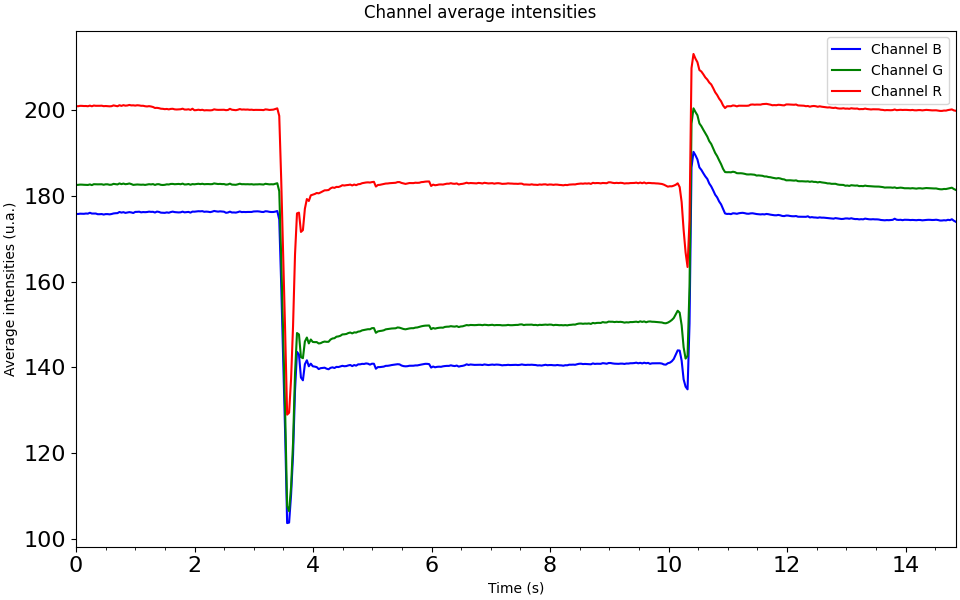 Channel average intensities
Channel B
Channel G
Channel R
Average intensities (u.a.)
200
180
160
140
120
100
0 2 4 6 8 10 12 14
Time (s)